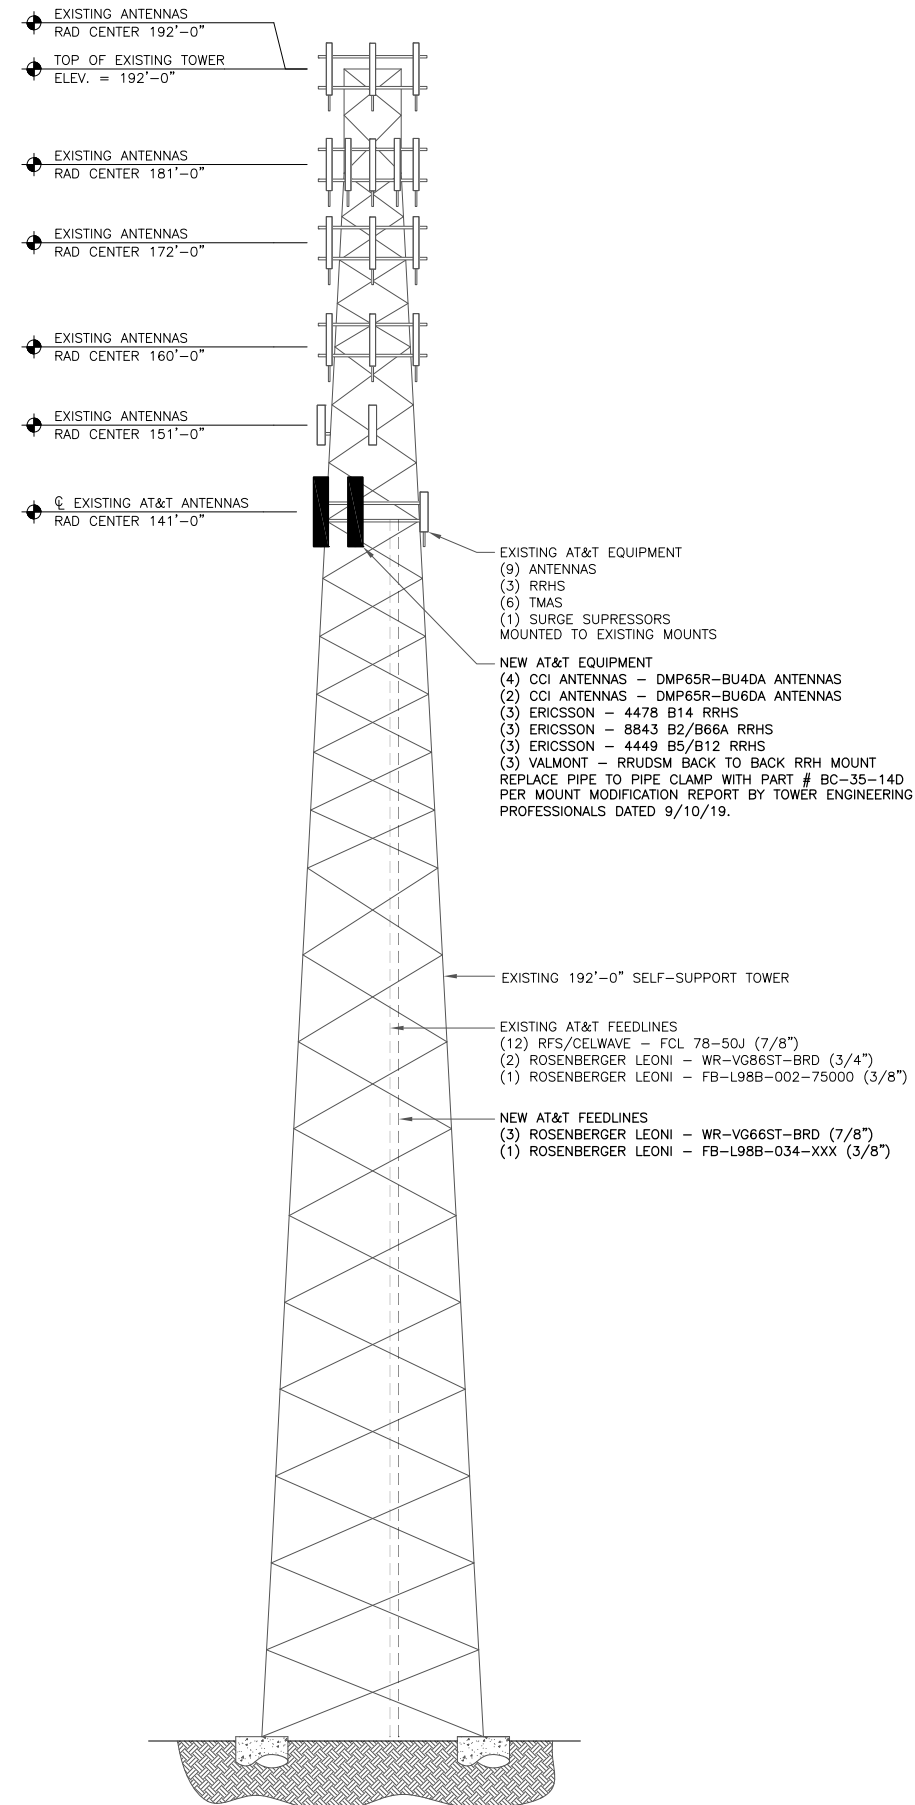 EXISTING ANTENNAS
RAD CENTER 192'-0"
TOP OF EXISTING TOWER
ELEV. = 192'-0"
EXISTING ANTENNAS
RAD CENTER 181'-0"
EXISTING ANTENNAS
RAD CENTER 172'-0"
EXISTING ANTENNAS
RAD CENTER 160'-0"
EXISTING ANTENNAS
RAD CENTER 151'-0"
℄ EXISTING AT&T ANTENNAS
RAD CENTER 141'-0"
EXISTING AT&T EQUIPMENT
(9) ANTENNAS
(3) RRHS
(6) TMAS
(1) SURGE SUPRESSORS
MOUNTED TO EXISTING MOUNTS
NEW AT&T EQUIPMENT
(4) CCI ANTENNAS - DMP65R-BU4DA ANTENNAS
(2) CCI ANTENNAS - DMP65R-BU6DA ANTENNAS
(3) ERICSSON - 4478 B14 RRHS
(3) ERICSSON - 8843 B2/B66A RRHS
(3) ERICSSON - 4449 B5/B12 RRHS
(3) VALMONT - RRUDSM BACK TO BACK RRH MOUNT
REPLACE PIPE TO PIPE CLAMP WITH PART # BC-35-14D
PER MOUNT MODIFICATION REPORT BY TOWER ENGINEERING
PROFESSIONALS DATED 9/10/19.
EXISTING 192'-0" SELF-SUPPORT TOWER
EXISTING AT&T FEEDLINES
(12) RFS/CELWAVE - FCL 78-50J (7/8")
(2) ROSENBERGER LEONI - WR-VG86ST-BRD (3/4")
(1) ROSENBERGER LEONI - FB-L98B-002-75000 (3/8")
NEW AT&T FEEDLINES
(3) ROSENBERGER LEONI - WR-VG66ST-BRD (7/8")
(1) ROSENBERGER LEONI - FB-L98B-034-XXX (3/8")